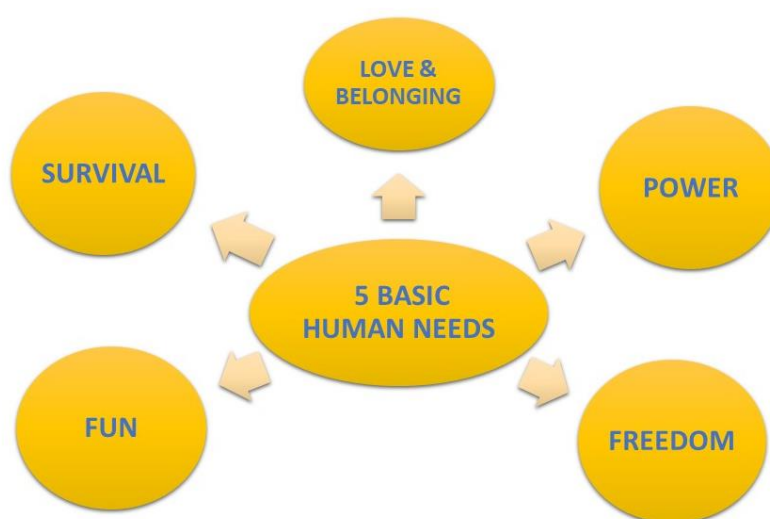 LOVE &
BELONGING
SURVIVAL
POWER
5 BASIC
HUMAN NEEDS
FUN
FREEDOM